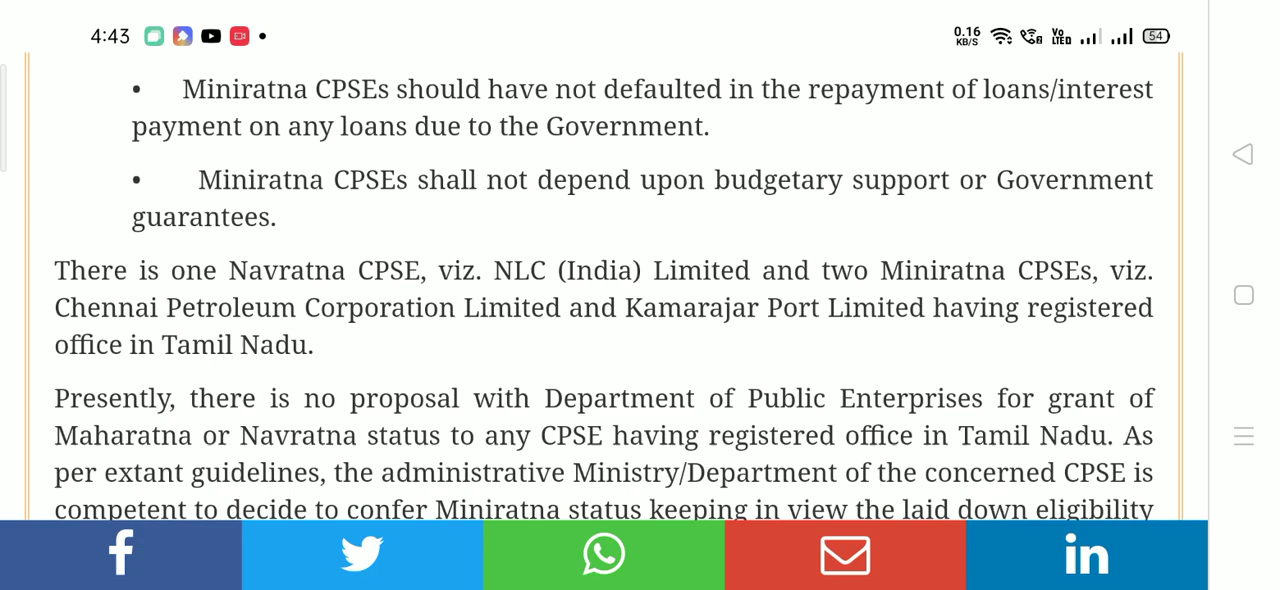 4:43
0.16
KB/S
VO
LTED
54
• Miniratna CPSEs should have not defaulted in the repayment of loans/interest
payment on any loans due to the Government.
• Miniratna CPSEs shall not depend upon budgetary support or Government
guarantees.
There is one Navratna CPSE, viz. NLC (India) Limited and two Miniratna CPSEs, viz.
Chennai Petroleum Corporation Limited and Kamarajar Port Limited having registered
office in Tamil Nadu.
Presently, there is no proposal with Department of Public Enterprises for grant of
Maharatna or Navratna status to any CPSE having registered office in Tamil Nadu. As
per extant guidelines, the administrative Ministry/Department of the concerned CPSE is
competent to decide to confer Miniratna status keeping in view the laid down eligibility
f
in